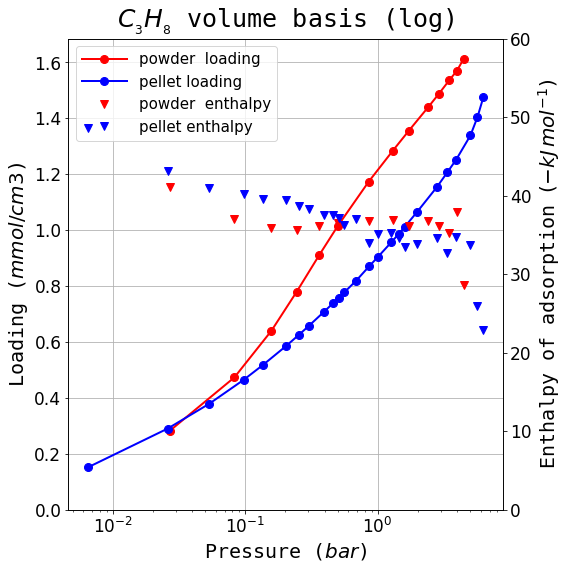 C₃H₈ volume basis (log)
powder loading
pellet loading
powder enthalpy
pellet enthalpy
Loading (mmol/cm3)
1.6
1.4
1.2
1.0
0.8
0.6
0.4
0.2
0.0
60
50
40
30
20
10
0
Enthalpy of adsorption (−kJmol⁻¹)
10⁻² 10⁻¹ 10⁰
Pressure (bar)